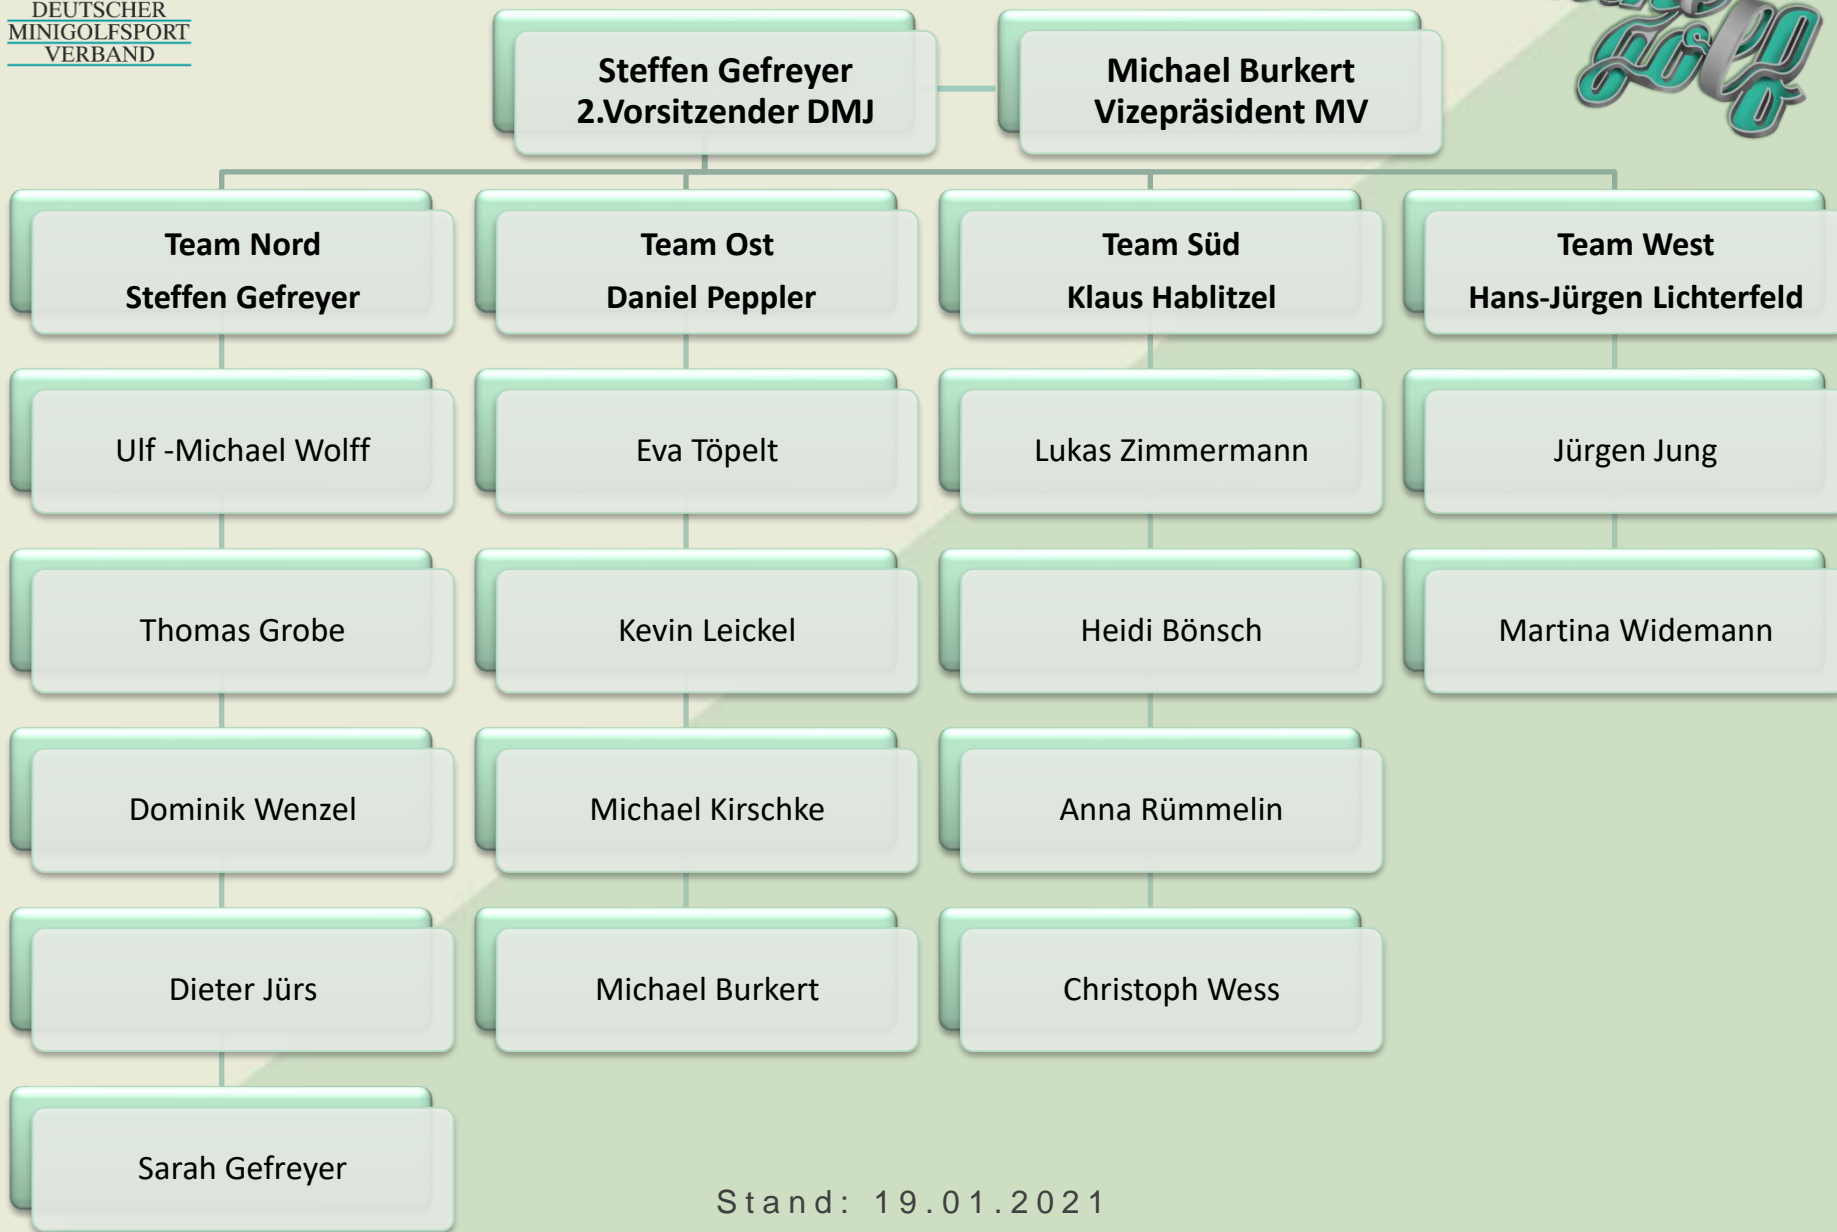 DEUTSCHER
MINIGOLFSPORT
VERBAND
golf
Steffen Gefreyer
2.Vorsitzender DMJ
Michael Burkert
Vizepräsident MV
Team Nord
Steffen Gefreyer
Team Ost
Daniel Peppler
Team Süd
Klaus Hablitzel
Team West
Hans-Jürgen Lichterfeld
Ulf -Michael Wolff
Eva Töpelt
Lukas Zimmermann
Jürgen Jung
Thomas Grobe
Kevin Leickel
Heidi Bönsch
Martina Widemann
Dominik Wenzel
Michael Kirschke
Anna Rümmelin
Dieter Jürs
Michael Burkert
Christoph Wess
Sarah Gefreyer
Stand: 19.01.2021